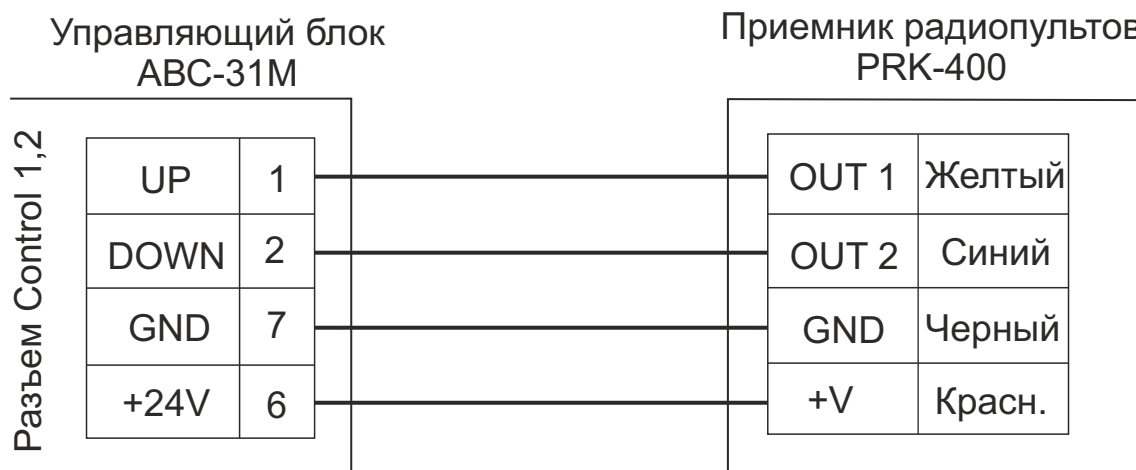 Управляющий блок
ABC-31M
Приемник радиопультов
PRK-400
Разъем Control 1,2
UP 1
DOWN 2
GND 7
+24V 6
OUT 1 Желтый
OUT 2 Синий
GND Черный
+V Красн.